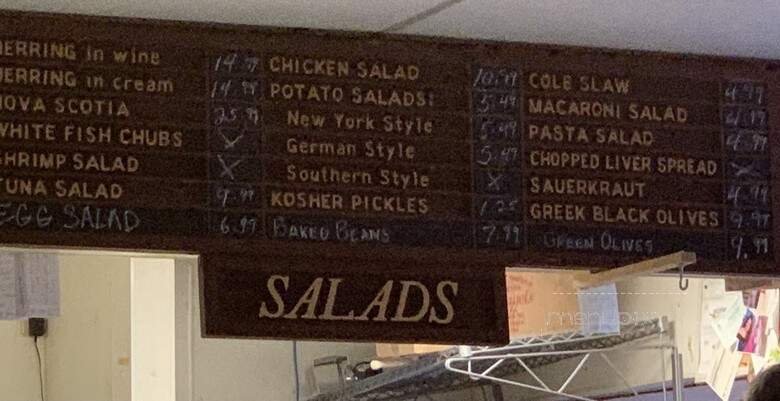 HERRING in wine 14.99
HERRING in cream 14.99
NOVA SCOTIA 25.99
WHITE FISH CHUBS
SHRIMP SALAD X
TUNA SALAD 9.99
EGG SALAD 6.99
CHICKEN SALAD 10.99
POTATO SALADS: 5.49
New York Style 5.49
German Style 5.49
Southern Style X
KOSHER PICKLES 1.25
BAKED BEANS 7.99
COLE SLAW 4.99
MACARONI SALAD
PASTA SALAD 4.99
CHOPPED LIVER SPREAD X
SAUERKRAUT 4.99
GREEK BLACK OLIVES 9.99
GREEN OLIVES 9.99
SALADS